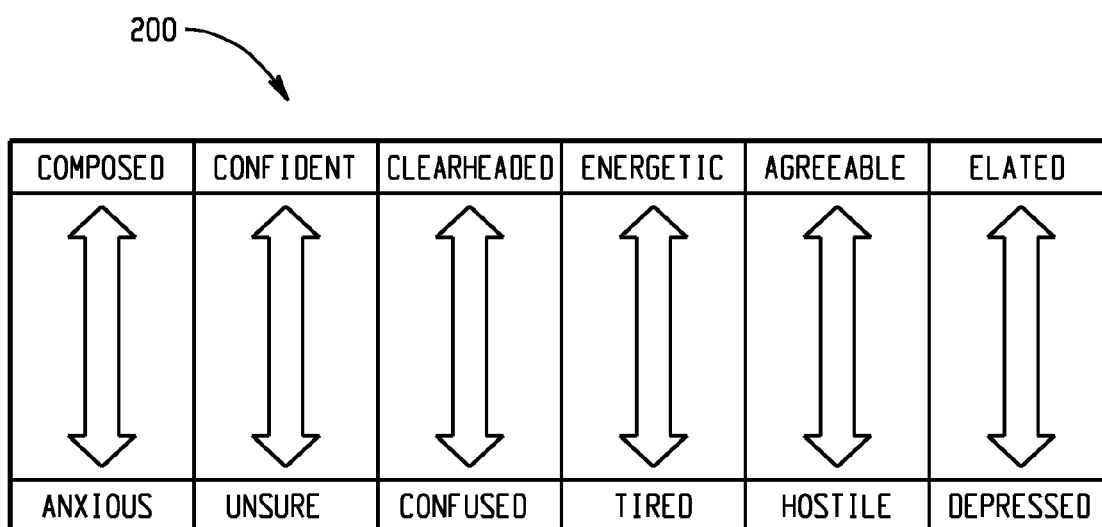 200
COMPOSED CONFIDENT CLEARHEADED ENERGETIC AGREEABLE ELATED
ANXIOUS UNSURE CONFUSED TIRED HOSTILE DEPRESSED